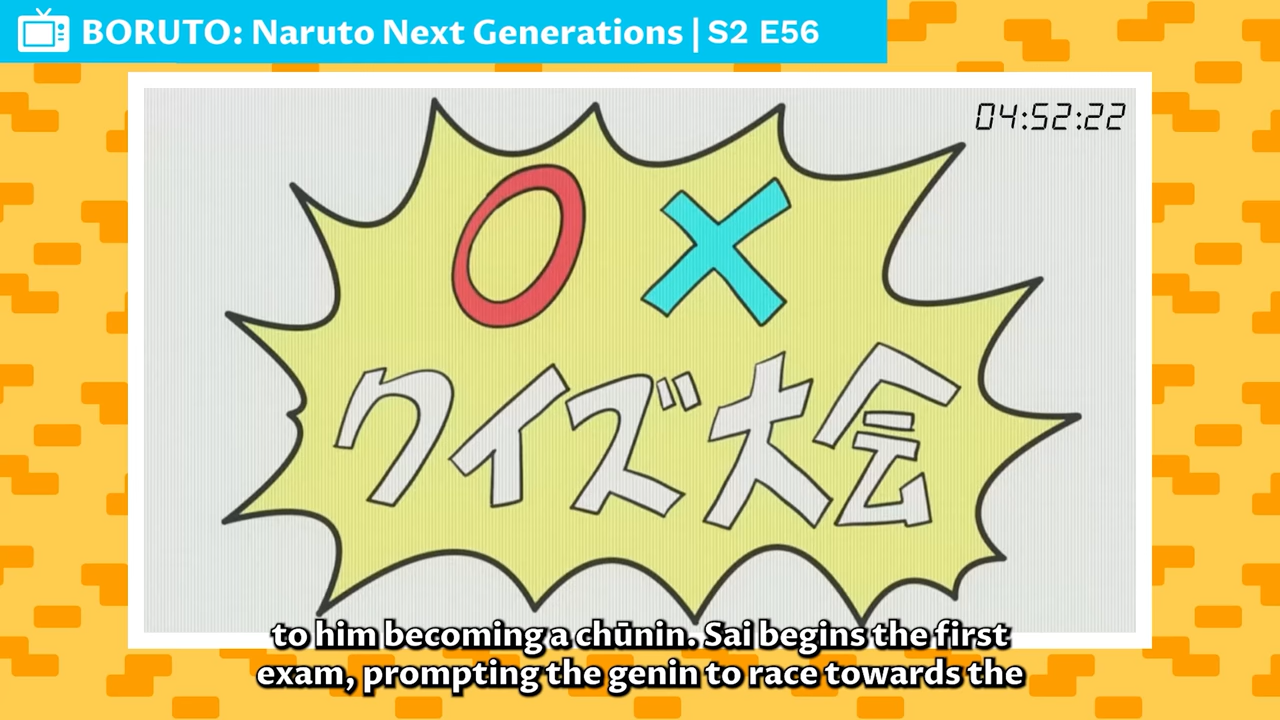 BORUTO: Naruto Next Generations | S2 E56
04:52:22
○×
クイズ大会
to him becoming a chūnin. Sai begins the first
exam, prompting the genin to race towards the